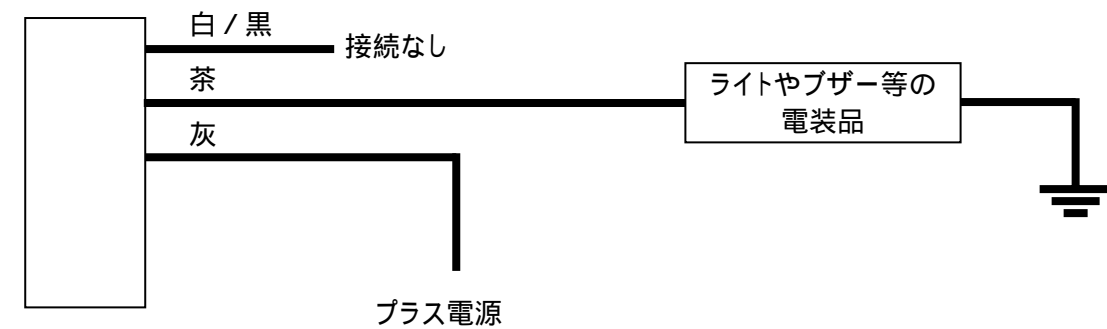 白/黒
接続なし
茶
ライトやブザー等の
電装品
灰
プラス電源